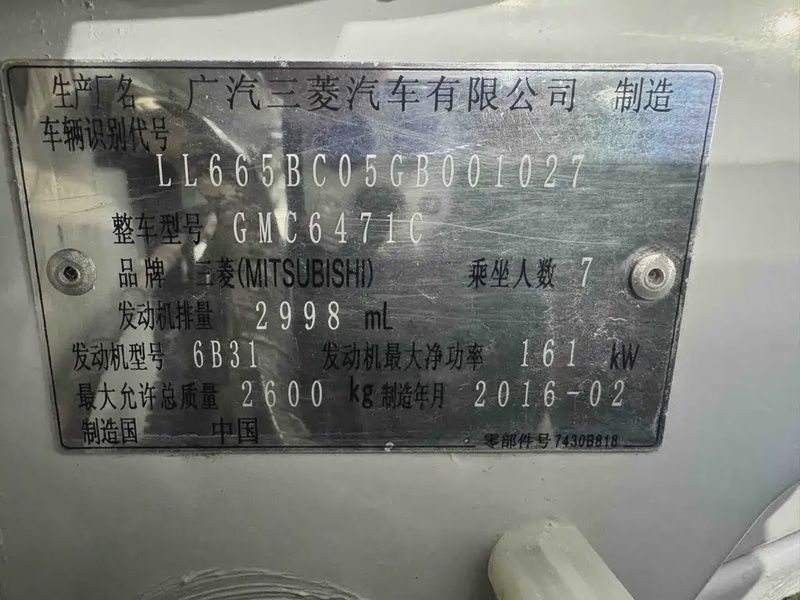 生产厂名 广汽三菱汽车有限公司 制造
车辆识别代号
LL665BC05GB001027
整车型号 GMC6471C
品牌 三菱(MITSUBISHI) 乘坐人数 7
发动机排量 2998 mL
发动机型号 6B31 发动机最大净功率 161 kW
最大允许总质量 2600 kg 制造年月 2016-02
制造国 中国 零部件号7430B818